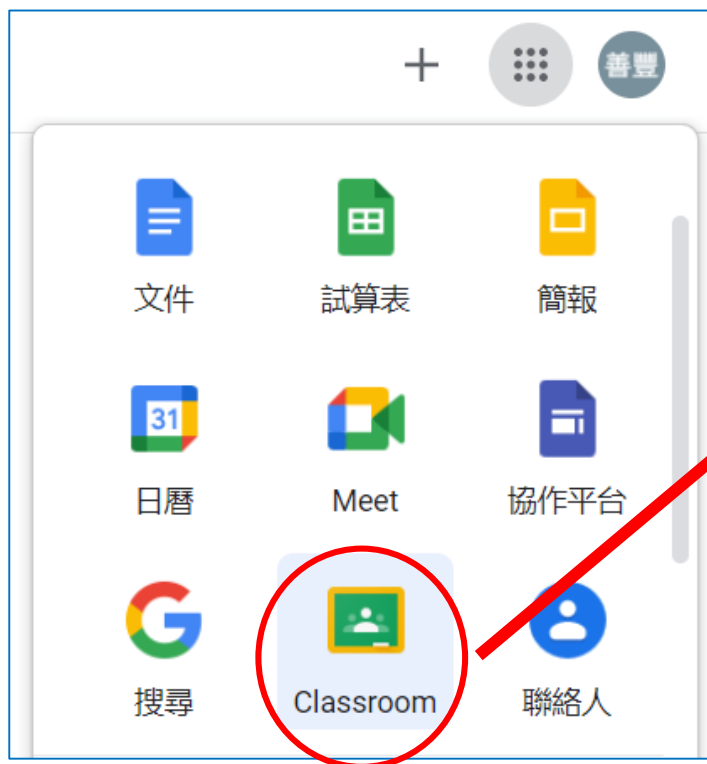 善豐
文件 試算表 簡報
31
日曆 Meet 協作平台
搜尋 Classroom 聯絡人